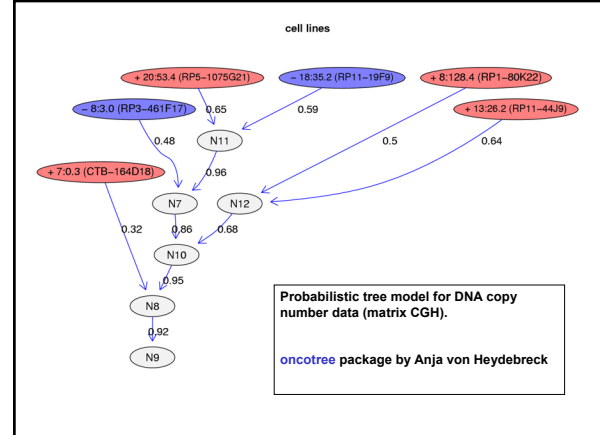 cell lines
+ 20:53.4 (RP5−1075G21)
− 18:35.2 (RP11−19F9)
+ 8:128.4 (RP1−80K22)
− 8:3.0 (RP3−461F17)
+ 13:26.2 (RP11−44J9)
0.65
0.59
0.48
N11
0.5
0.64
+ 7:0.3 (CTB−164D18)
0.96
N7
N12
0.32
0.86
0.68
N10
0.95
N8
0.92
N9
Probabilistic tree model for DNA copy
number data (matrix CGH).
oncotree package by Anja von Heydebreck